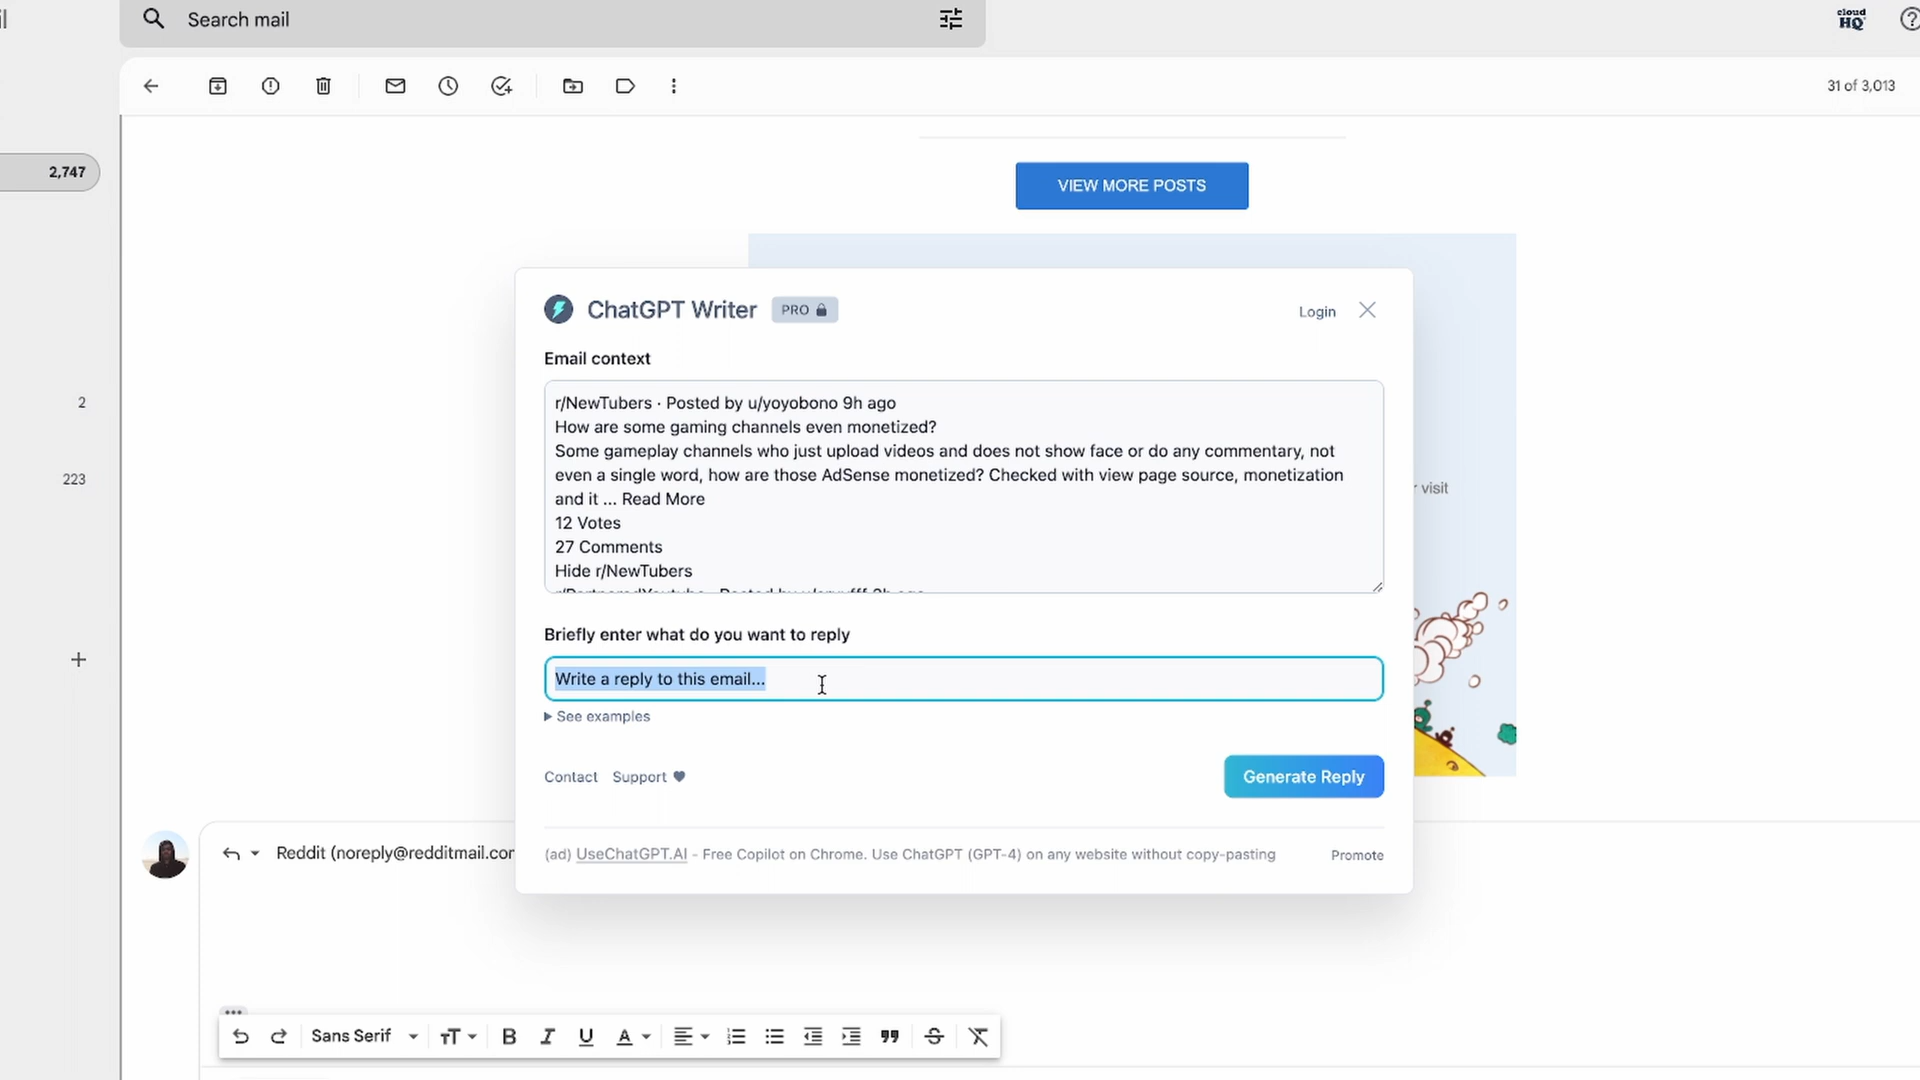 Search mail
cloud
HQ
31 of 3,013
2,747
VIEW MORE POSTS
ChatGPT Writer
PRO
Login
Email context
r/NewTubers · Posted by u/yoyobono 9h ago
How are some gaming channels even monetized?
Some gameplay channels who just upload videos and does not show face or do any commentary, not
even a single word, how are those AdSense monetized? Checked with view page source, monetization
and it ... Read More
12 Votes
27 Comments
Hide r/NewTubers
2
223
visit
Briefly enter what do you want to reply
Write a reply to this email...
See examples
Contact Support
Generate Reply
(ad) UseChatGPT.AI - Free Copilot on Chrome. Use ChatGPT (GPT-4) on any website without copy-pasting
Promote
Reddit (noreply@redditmail.com
Sans Serif